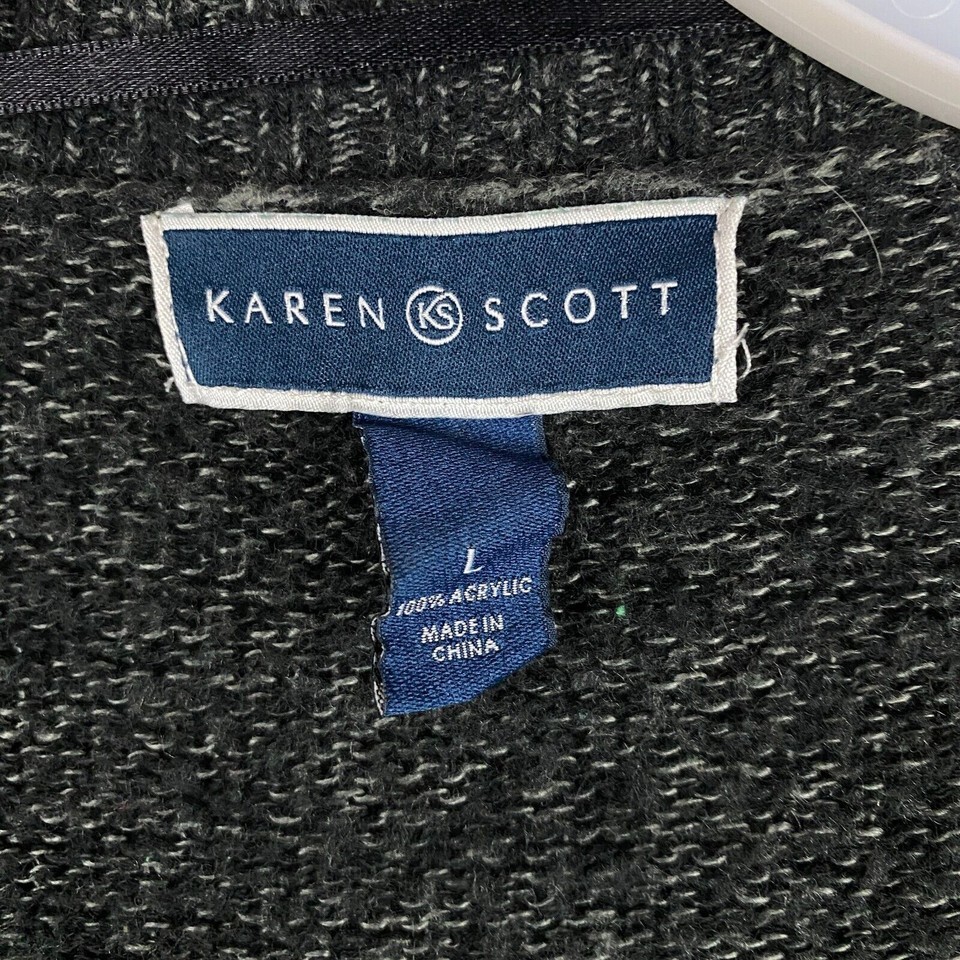 KAREN KS SCOTT
L
100% ACRYLIC
MADE IN
CHINA